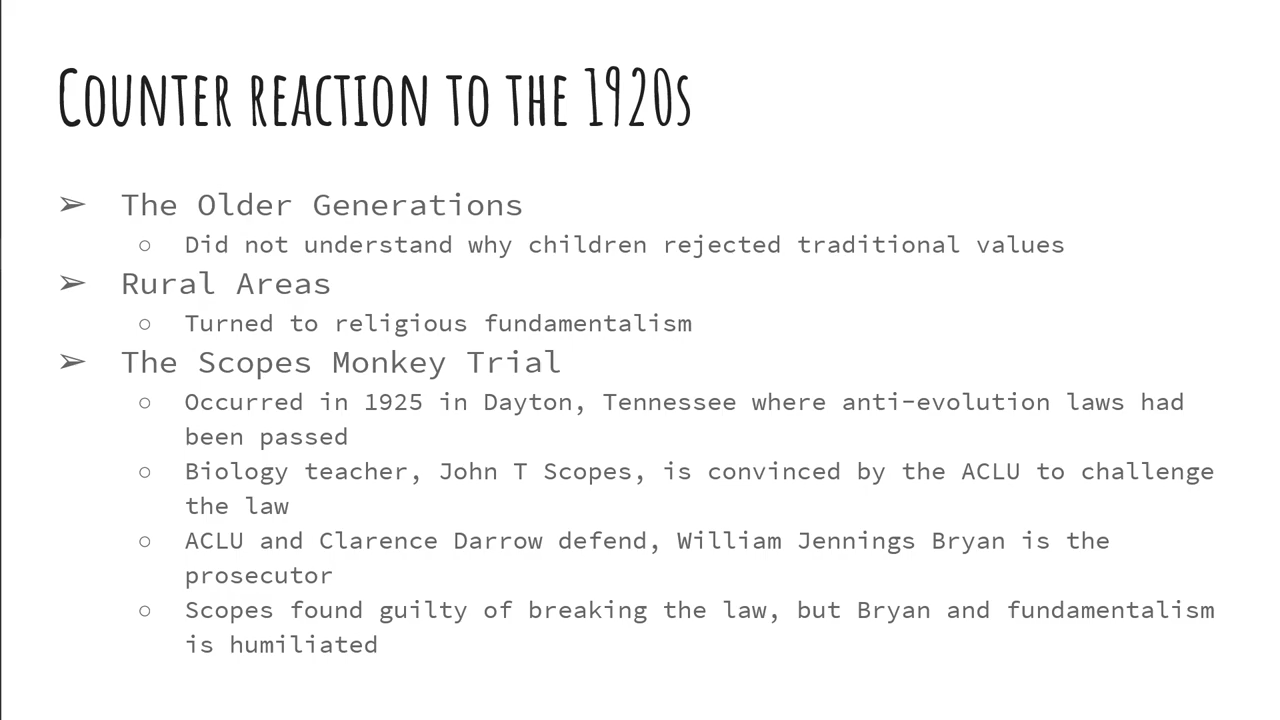 Counter reaction to the 1920s
➢ The Older Generations
○ Did not understand why children rejected traditional values
➢ Rural Areas
○ Turned to religious fundamentalism
➢ The Scopes Monkey Trial
○ Occurred in 1925 in Dayton, Tennessee where anti-evolution laws had
been passed
○ Biology teacher, John T Scopes, is convinced by the ACLU to challenge
the law
○ ACLU and Clarence Darrow defend, William Jennings Bryan is the
prosecutor
○ Scopes found guilty of breaking the law, but Bryan and fundamentalism
is humiliated